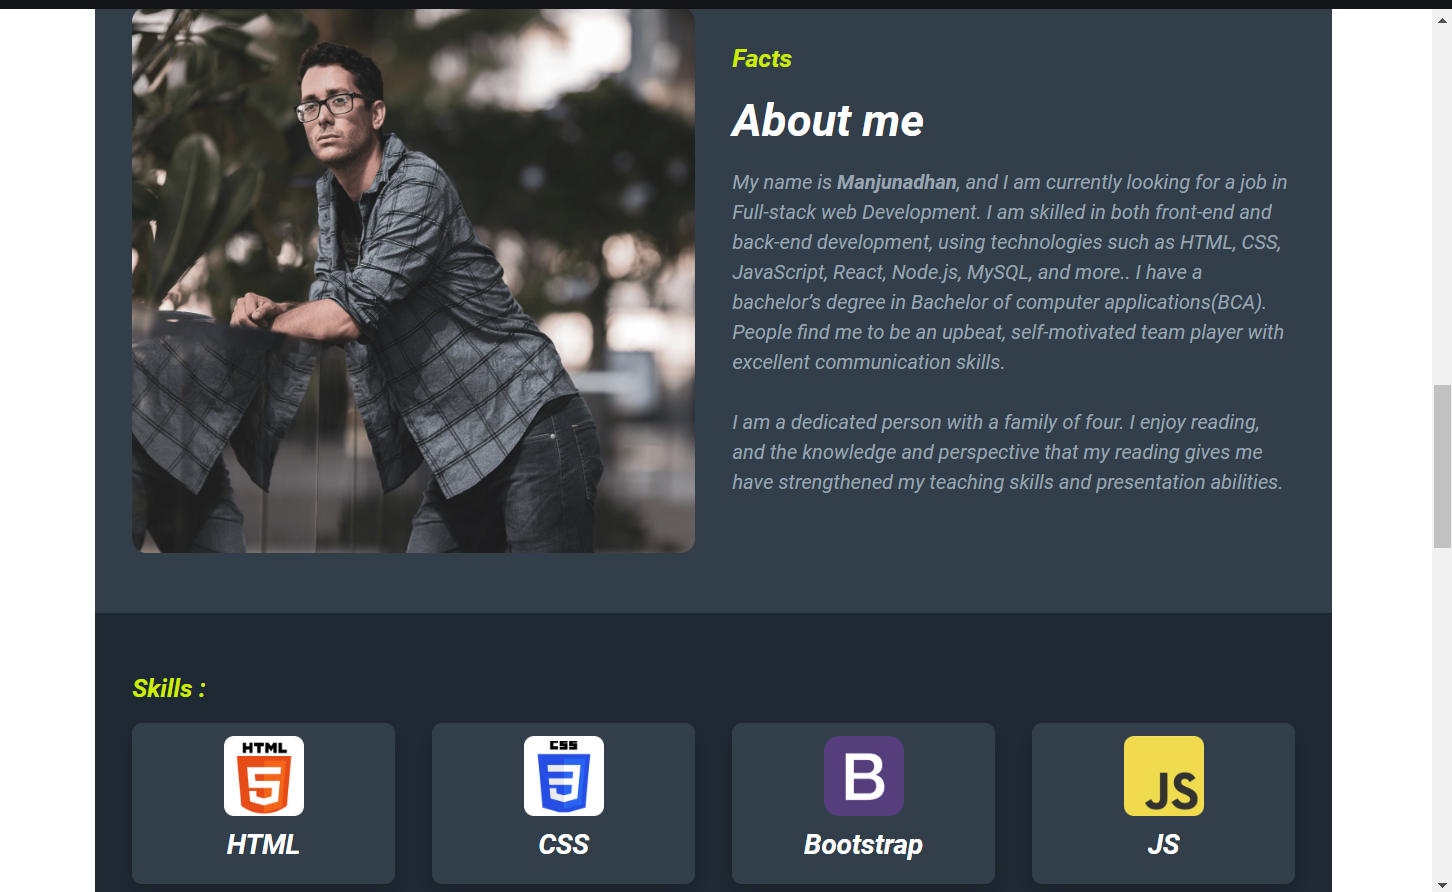 Facts
About me
My name is Manjunadhan, and I am currently looking for a job in
Full-stack web Development. I am skilled in both front-end and
back-end development, using technologies such as HTML, CSS,
JavaScript, React, Node.js, MySQL, and more.. I have a
bachelor’s degree in Bachelor of computer applications(BCA).
People find me to be an upbeat, self-motivated team player with
excellent communication skills.
I am a dedicated person with a family of four. I enjoy reading,
and the knowledge and perspective that my reading gives me
have strengthened my teaching skills and presentation abilities.
Skills :
HTML
5
HTML
CSS
3
CSS
B
Bootstrap
JS
JS